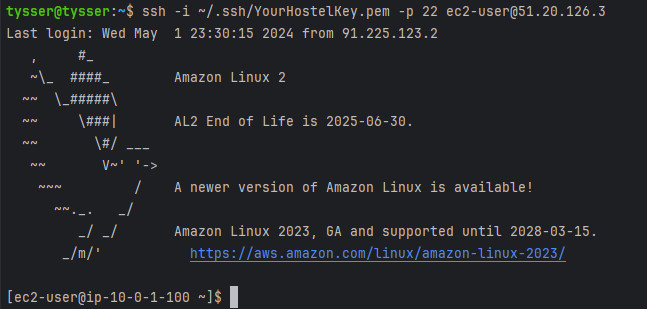 tysser@tysser:~$ ssh -i ~/.ssh/YourHostelKey.pem -p 22 ec2-user@51.20.126.3
Last login: Wed May  1 23:30:15 2024 from 91.225.123.2
   ,     #_
   ~\_  ####_        Amazon Linux 2
  ~~  \_#####\
  ~~     \###|       AL2 End of Life is 2025-06-30.
  ~~       \#/ ___
   ~~       V~' '->
    ~~~         /    A newer version of Amazon Linux is available!
      ~~._.   _/
         _/ _/       Amazon Linux 2023, GA and supported until 2028-03-15.
       _/m/'           https://aws.amazon.com/linux/amazon-linux-2023/
[ec2-user@ip-10-0-1-100 ~]$